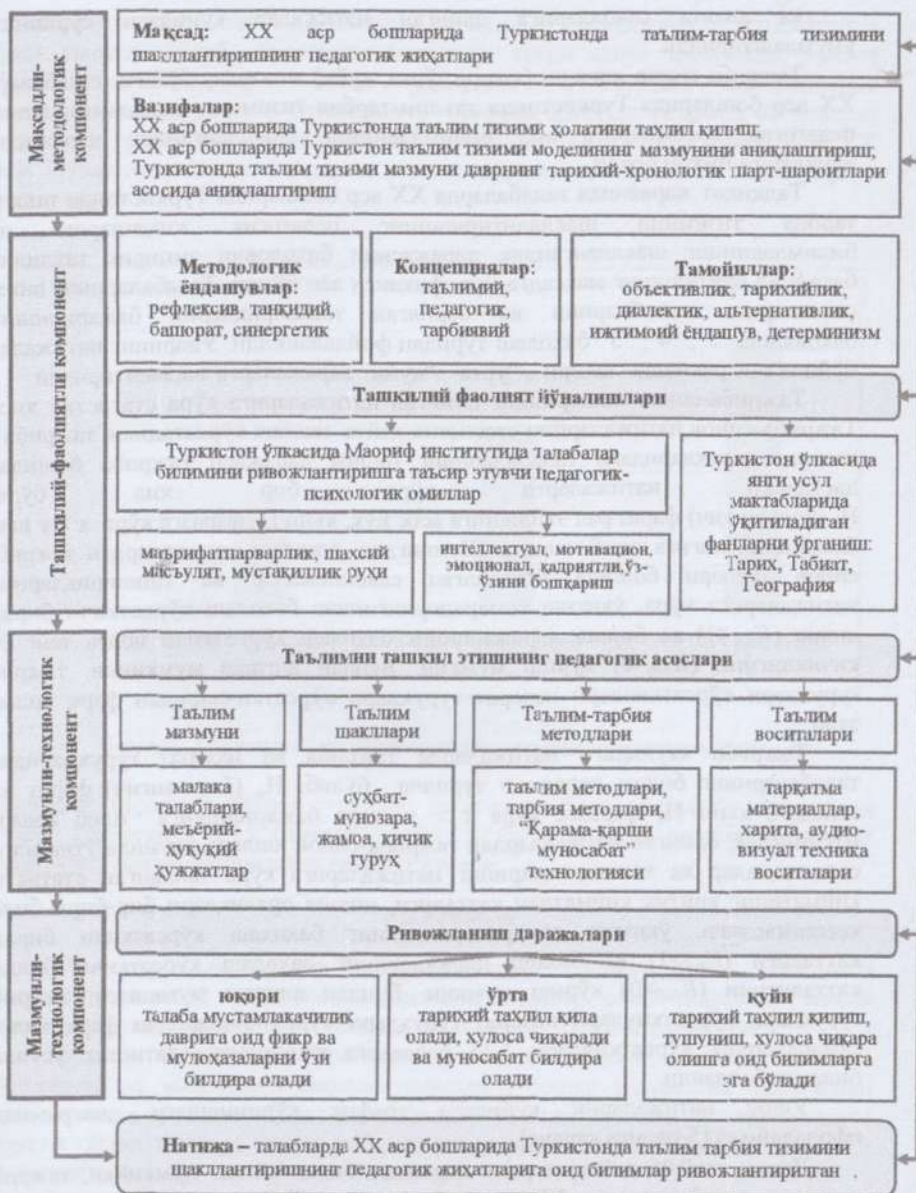 Мақсадли-
методологик
компонент
Мақсад: ХХ аср бошларида Туркистонда таълим-тарбия тизимини
шакллантиришнинг педагогик жиҳатлари
Вазифалар:
ХХ аср бошларида Туркистонда таълим тизими ҳолатини таҳлил қилиш,
ХХ аср бошларида Туркистон таълим тизими моделининг мазмунини аниқлаштириш,
Туркистонда таълим тизими мазмуни даврнинг тарихий-хронологик шарт-шароитлари
асосида аниқлаштириш
Ташкилий-фаолиятли компонент
Методологик
ёндашувлар:
рефлексив, танқидий
башорат, синергетик
Концепциялар:
таълимий,
педагогик,
тарбиявий
Тамойиллар:
объективлик, тарихийлик,
диалектик, альтернативлик,
ижтимоий ёндашув, детерминизм
Ташкилий фаолият йўналишлари
Туркистон ўлкасида Маориф институтида талабалар
билимини ривожлантиришга таъсир этувчи педагогик-
психологик омиллар
маърифатпарварлик, шахсий
масъулят, мустақиллик руҳи
интеллектуал, мотивацион,
эмоционал, қадриятли,ўз-
ўзини бошқариш
Туркистон ўлкасида
янги усул
мактабларида
ўқитиладиган
фанларни ўрганиш:
Тарих, Табиат,
География
Мазмунли-технологик
компонент
Таълимни ташкил этишнинг педагогик асослари
Таълим
мазмуни
Таълим
шакллари
Таълим-тарбия
методлари
Таълим
воситалари
малака
талаблари,
меъёрий-
ҳуқуқий
ҳужжатлар
суҳбат-
мунозара,
жамоа, кичик
гуруҳ
таълим методлари,
тарбия методлари,
"Қарама-қарши
муносабат"
технологияси
тарқатма
материаллар,
харита, аудио-
визуал техника
воситалари
Мазмунли-
технологик
компонент
Ривожланиш даражалари
юқори
талаба мустамлакачилик
даврига оид фикр ва
мулоҳазаларни ўзи
билдира олади
ўрта
тарихий таҳлил қила
олади, хулоса чиқаради
ва муносабат билдира
олади
қуйи
тарихий таҳлил қилиш,
тушуниш, хулоса чиқара
олишга оид билимларга
эга бўлади
Натижа – талабларда ХХ аср бошларида Туркистонда таълим тарбия тизимини
шакллантиришнинг педагогик жиҳатларига оид билимлар ривожлантирилган